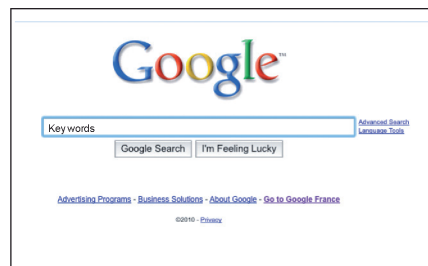 Google™
Key words
Advanced Search
Language Tools
Google Search I'm Feeling Lucky
Advertising Programs - Business Solutions - About Google - Go to Google France
©2010 - Privacy